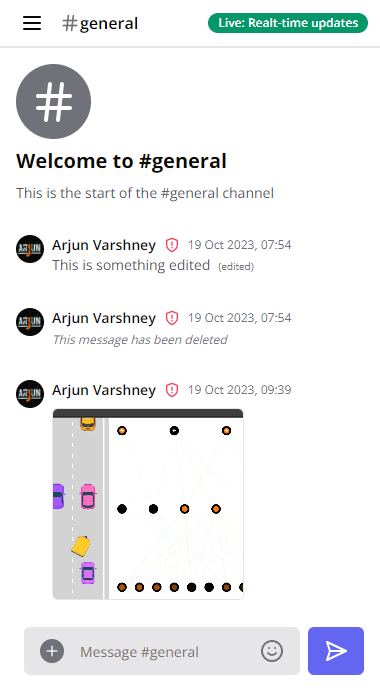 #general
Live: Realt-time updates
#
Welcome to #general
This is the start of the #general channel
ARJUN
Arjun Varshney 19 Oct 2023, 07:54
This is something edited (edited)
ARJUN
Arjun Varshney 19 Oct 2023, 07:54
This message has been deleted
ARJUN
Arjun Varshney 19 Oct 2023, 09:39
Message #general